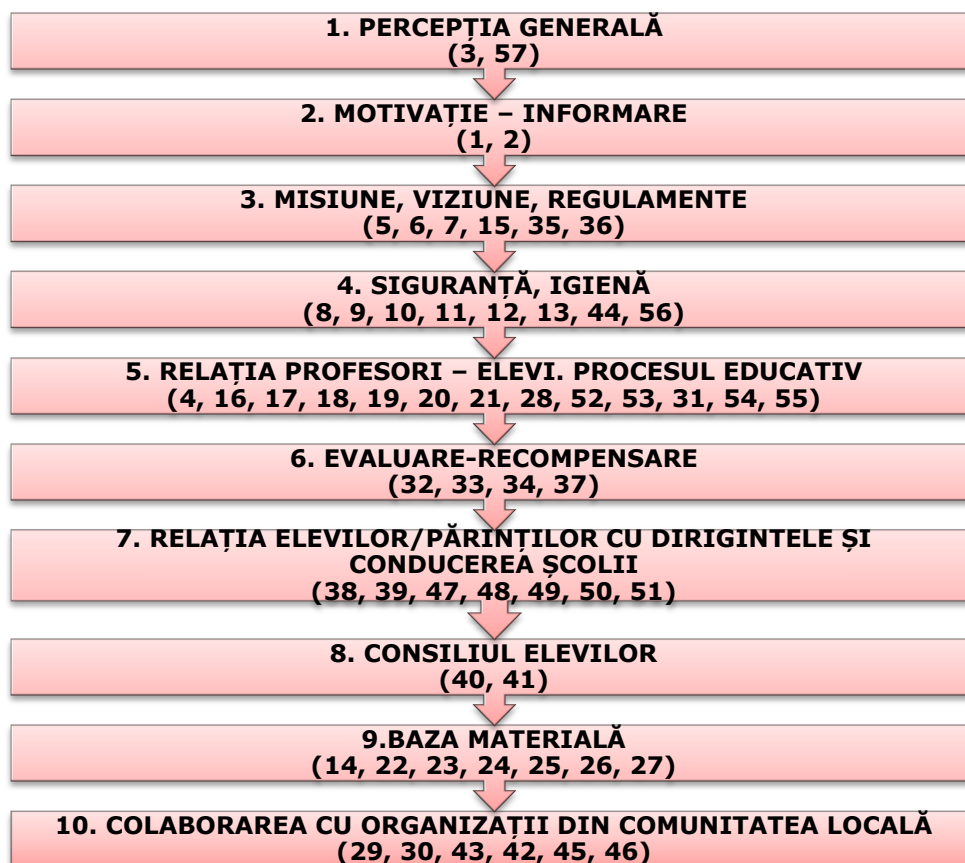 1. PERCEPȚIA GENERALĂ
(3, 57)
2. MOTIVAȚIE – INFORMARE
(1, 2)
3. MISIUNE, VIZIUNE, REGULAMENTE
(5, 6, 7, 15, 35, 36)
4. SIGURANȚĂ, IGIENĂ
(8, 9, 10, 11, 12, 13, 44, 56)
5. RELAȚIA PROFESORI – ELEVI. PROCESUL EDUCATIV
(4, 16, 17, 18, 19, 20, 21, 28, 52, 53, 31, 54, 55)
6. EVALUARE-RECOMPENSARE
(32, 33, 34, 37)
7. RELAȚIA ELEVILOR/PĂRINȚILOR CU DIRIGINTELE ȘI
CONDUCEREA ȘCOLII
(38, 39, 47, 48, 49, 50, 51)
8. CONSILIUL ELEVILOR
(40, 41)
9.BAZA MATERIALĂ
(14, 22, 23, 24, 25, 26, 27)
10. COLABORAREA CU ORGANIZAȚII DIN COMUNITATEA LOCALĂ
(29, 30, 43, 42, 45, 46)